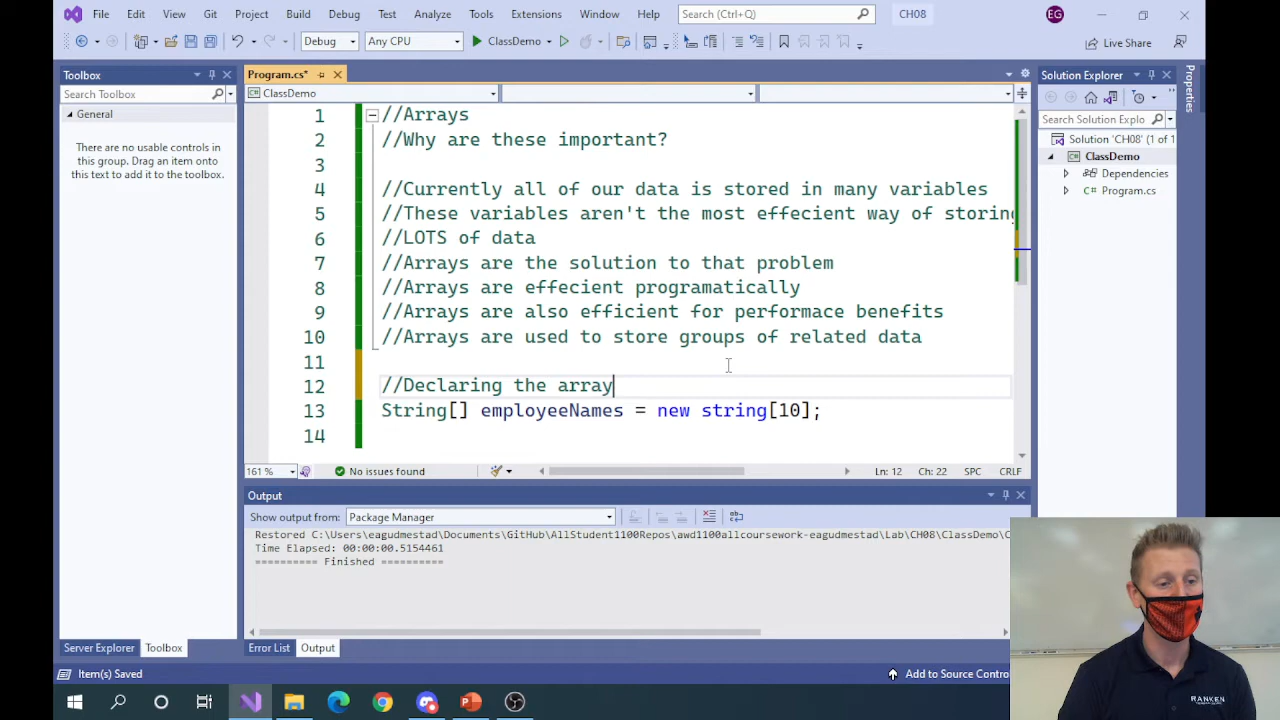 File Edit View Git Project Build Debug Test Analyze Tools Extensions Window Help Search (Ctrl+Q) CH08 EG
Debug Any CPU ClassDemo Live Share
Toolbox
Search Toolbox
General
There are no usable controls in
this group. Drag an item onto
this text to add it to the toolbox.
Server Explorer Toolbox
Program.cs*
ClassDemo
1 //Arrays
2 //Why are these important?
3
4 //Currently all of our data is stored in many variables
5 //These variables aren't the most effecient way of storing
6 //LOTS of data
7 //Arrays are the solution to that problem
8 //Arrays are effecient programatically
9 //Arrays are also efficient for performace benefits
10 //Arrays are used to store groups of related data
11
12 //Declaring the array
13 String[] employeeNames = new string[10];
14
161 % No issues found Ln: 12 Ch: 22 SPC CRLF
Output
Show output from: Package Manager
Restored C:\Users\eagudmestad\Documents\GitHub\AllStudent1100Repos\awd1100allcoursework-eagudmestad\Lab\CH08\ClassDemo\C
Time Elapsed: 00:00:00.5154461
========== Finished ==========
Error List Output
Solution Explorer
Search Solution Explo
Solution 'CH08' (1 of 1
ClassDemo
Dependencies
C# Program.cs
Properties
Item(s) Saved Add to Source Contro
RANKEN